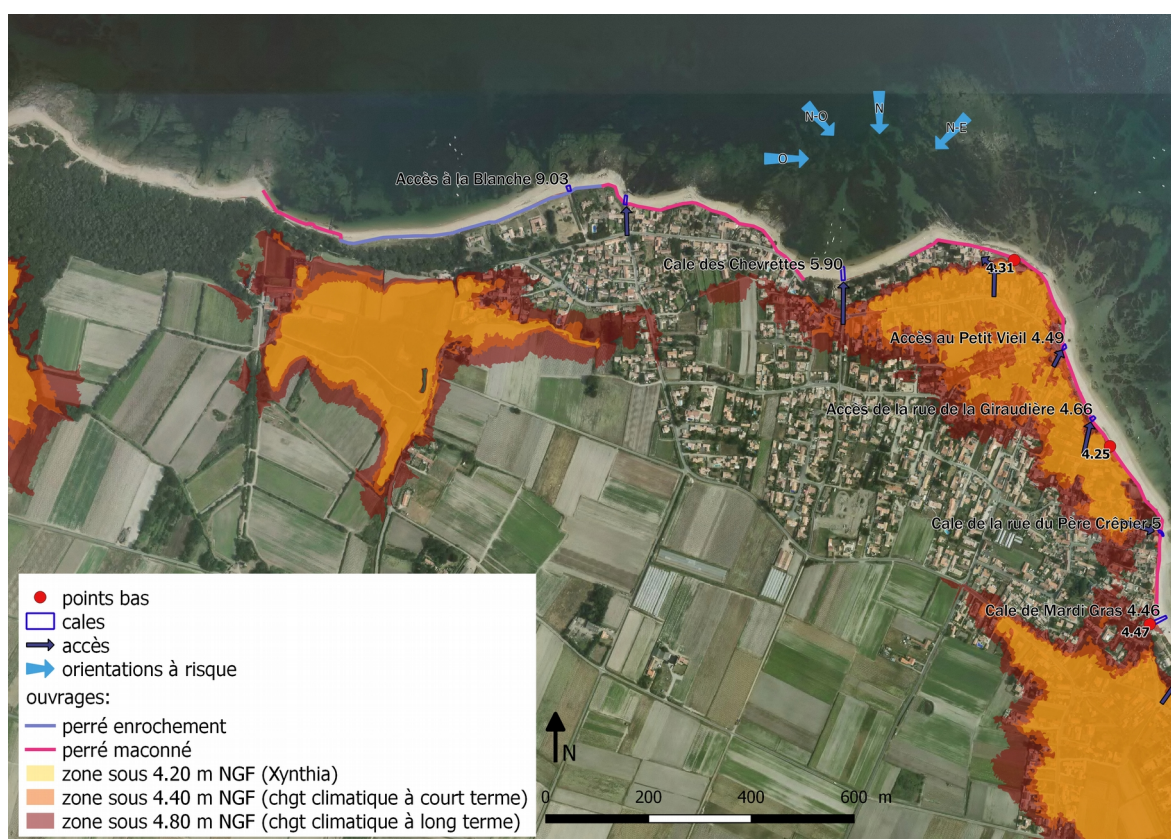 N-O
N
N-E
O
Accès à la Blanche 9.03
Cale des Chevrettes 5.90
4.31
Accès au Petit Vieil 4.49
Accès de la rue de la Giraudière 4.66
4.25
Cale de la rue du Père Crêpier 5
Cale de Mardi Gras 4.46
4.47
points bas
cales
accès
orientations à risque
ouvrages:
perré enrochement
perré maconné
zone sous 4.20 m NGF (Xynthia)
zone sous 4.40 m NGF (chgt climatique à court terme)
zone sous 4.80 m NGF (chgt climatique à long terme)
N
0 200 400 600 m